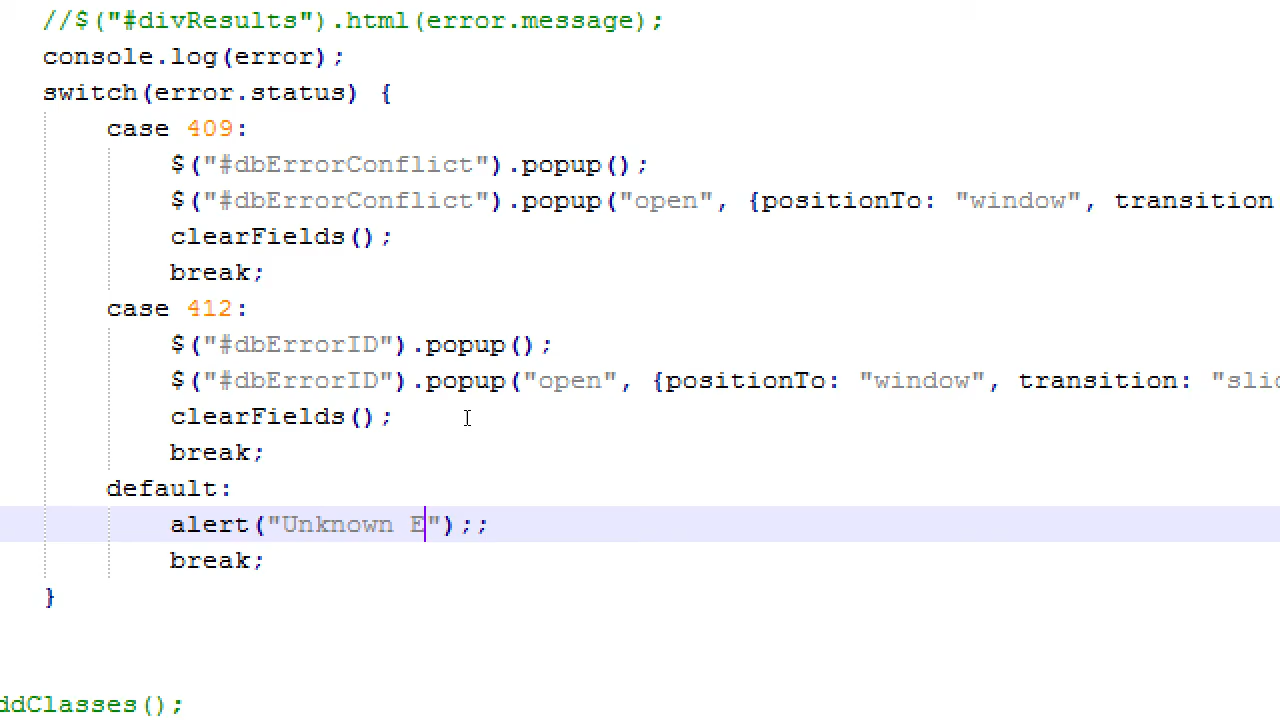 //$("#divResults").html(error.message);
console.log(error);
switch(error.status) {
case 409:
$("#dbErrorConflict").popup();
$("#dbErrorConflict").popup("open", {positionTo: "window", transition
clearFields();
break;
case 412:
$("#dbErrorID").popup();
$("#dbErrorID").popup("open", {positionTo: "window", transition: "slid
clearFields();
break;
default:
alert("Unknown E");;
break;
}
ddClasses();